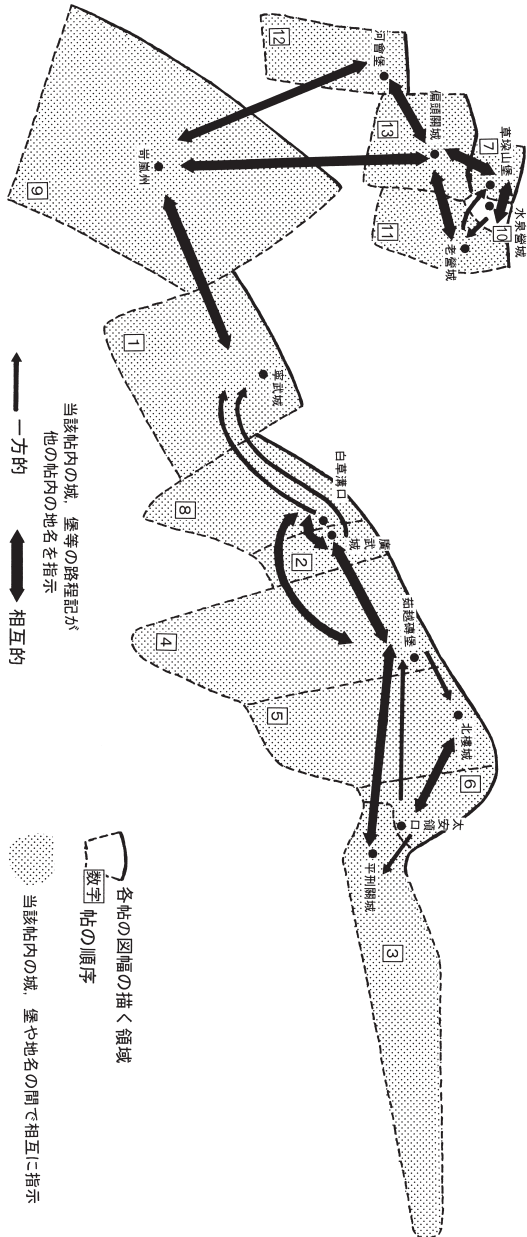 12
河會堡
13
偏頭關城
7
草垜山堡
10
水泉營城
11
老營城
9
岢嵐州
1
寧武城
8
白草溝口
2
廣武城
4
茹越磚堡
5
北樓城
6
太安嶺口
平刑關城
3
当該帖内の城，堡等の路程記が
他の帖内の地名を指示
一方的
相互的
各帖の図幅の描く領域
数字 帖の順序
当該帖内の城，堡や地名の間で相互に指示